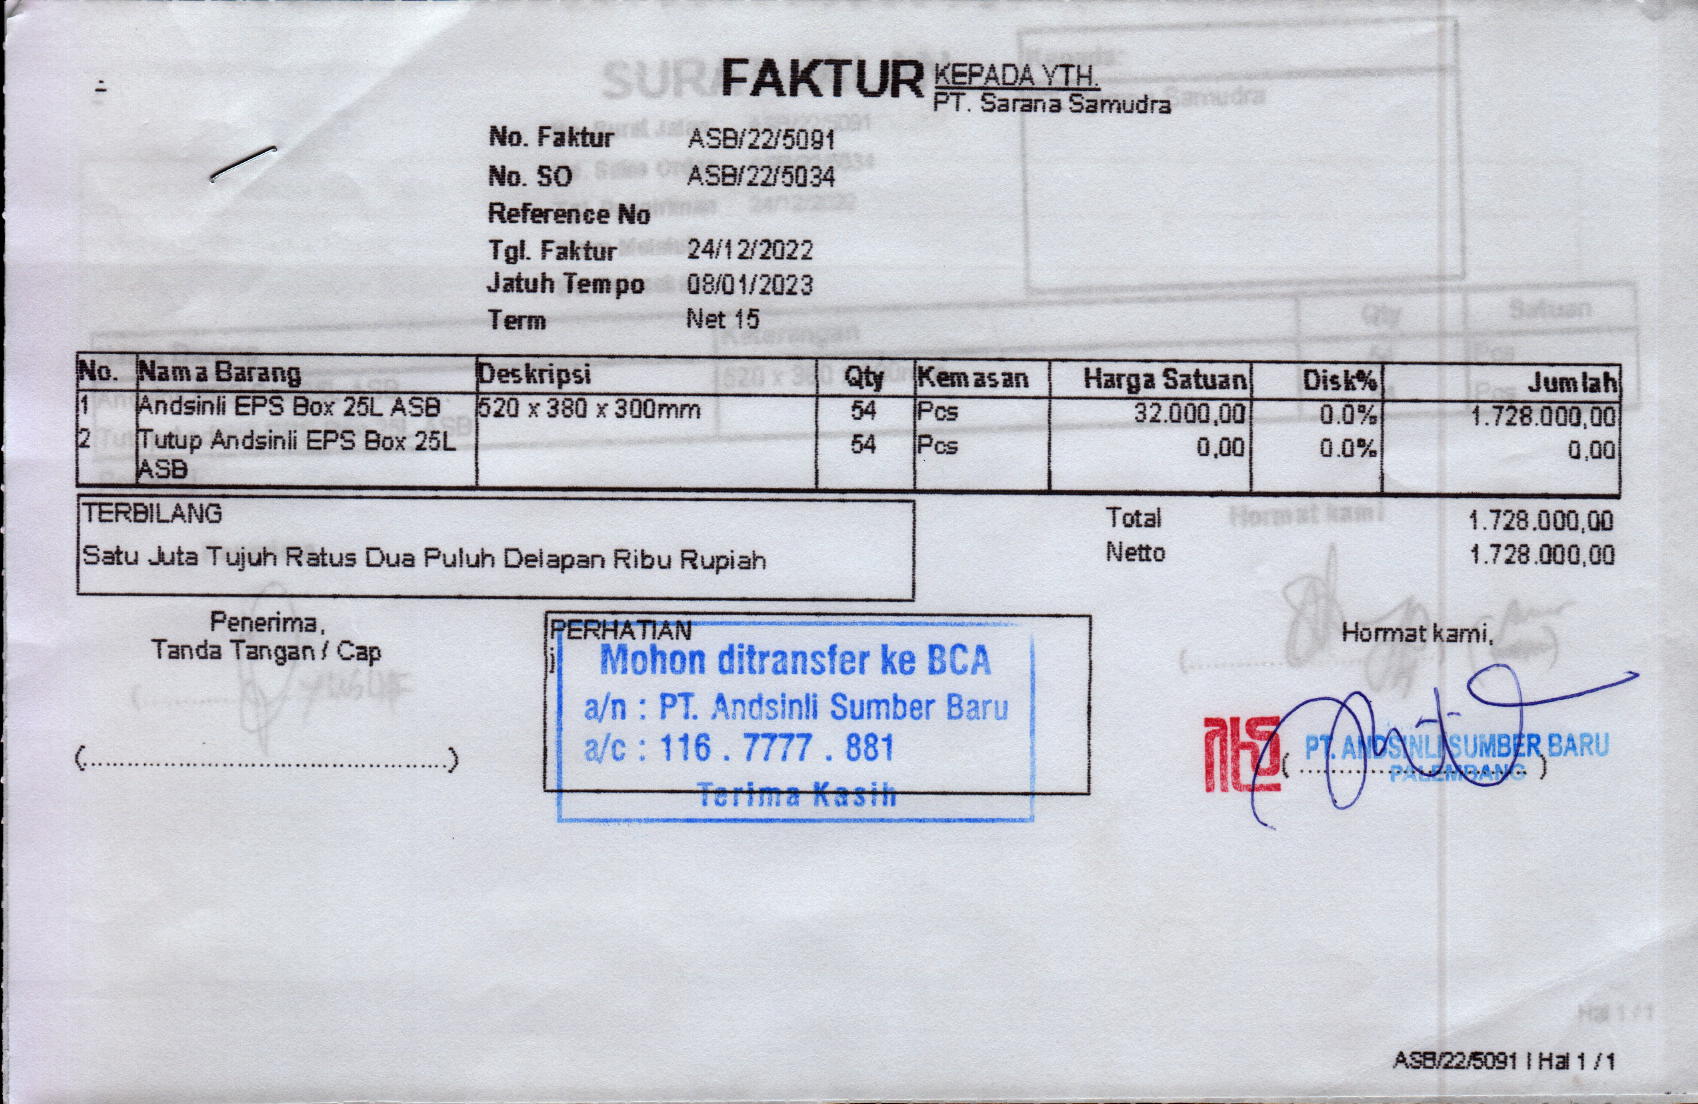 FAKTUR
KEPADA YTH.
PT. Sarana Samudra
No. Faktur ASB/22/5091
No. SO ASB/22/5034
Reference No
Tgl. Faktur 24/12/2022
Jatuh Tempo 08/01/2023
Term Net 15
No. Nama Barang Deskripsi Qty Kemasan Harga Satuan Disk% Jumlah
1 Andsinli EPS Box 25L ASB 520 x 380 x 300mm 54 Pcs 32.000,00 0.0% 1.728.000,00
2 Tutup Andsinli EPS Box 25L 54 Pcs 0,00 0.0% 0,00
ASB
TERBILANG
Satu Juta Tujuh Ratus Dua Puluh Delapan Ribu Rupiah
Total 1.728.000,00
Netto 1.728.000,00
Penerima,
Tanda Tangan / Cap
(....................................................)
PERHATIAN
Mohon ditransfer ke BCA
a/n : PT. Andsinli Sumber Baru
a/c : 116 . 7777 . 881
Terima Kasih
Hormat kami,
PT. ANDSINLI SUMBER BARU
PALEMBANG
ASB/22/5091 | Hal 1 / 1